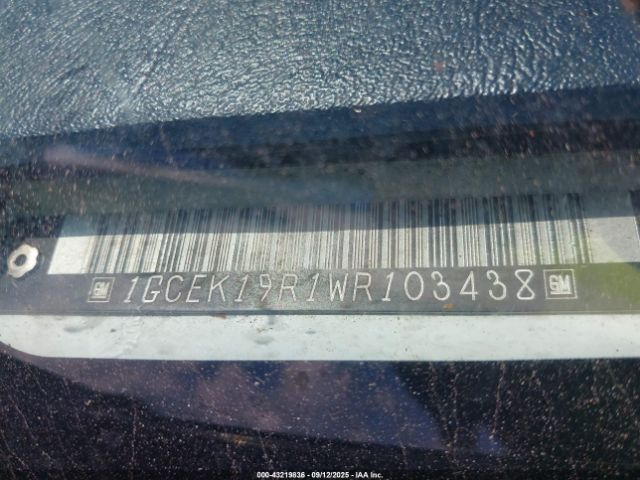 GM 1GCEK19R1WR103438 GM
000-43219836 - 09/12/2025 - © IAA Inc.